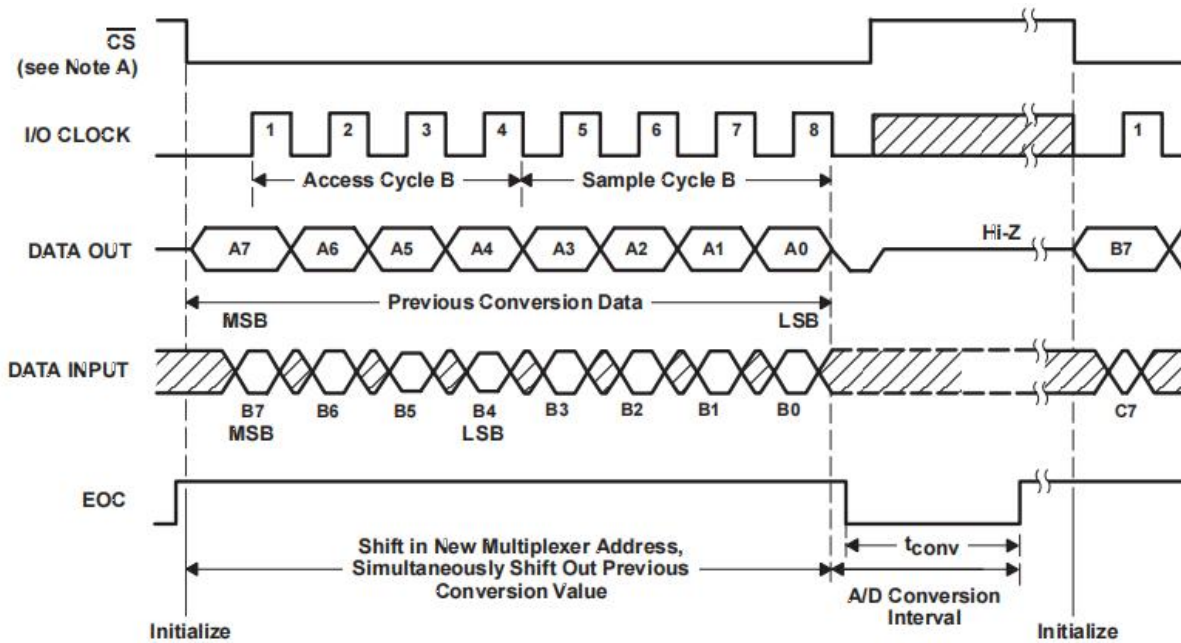 CS
(see Note A)
I/O CLOCK
1 2 3 4 5 6 7 8 1
Access Cycle B Sample Cycle B
Hi-Z
DATA OUT
A7 A6 A5 A4 A3 A2 A1 A0 B7
Previous Conversion Data
MSB LSB
DATA INPUT
B7 B6 B5 B4 B3 B2 B1 B0 C7
MSB LSB
EOC
Shift in New Multiplexer Address,
Simultaneously Shift Out Previous
Conversion Value
tconv
A/D Conversion
Interval
Initialize Initialize